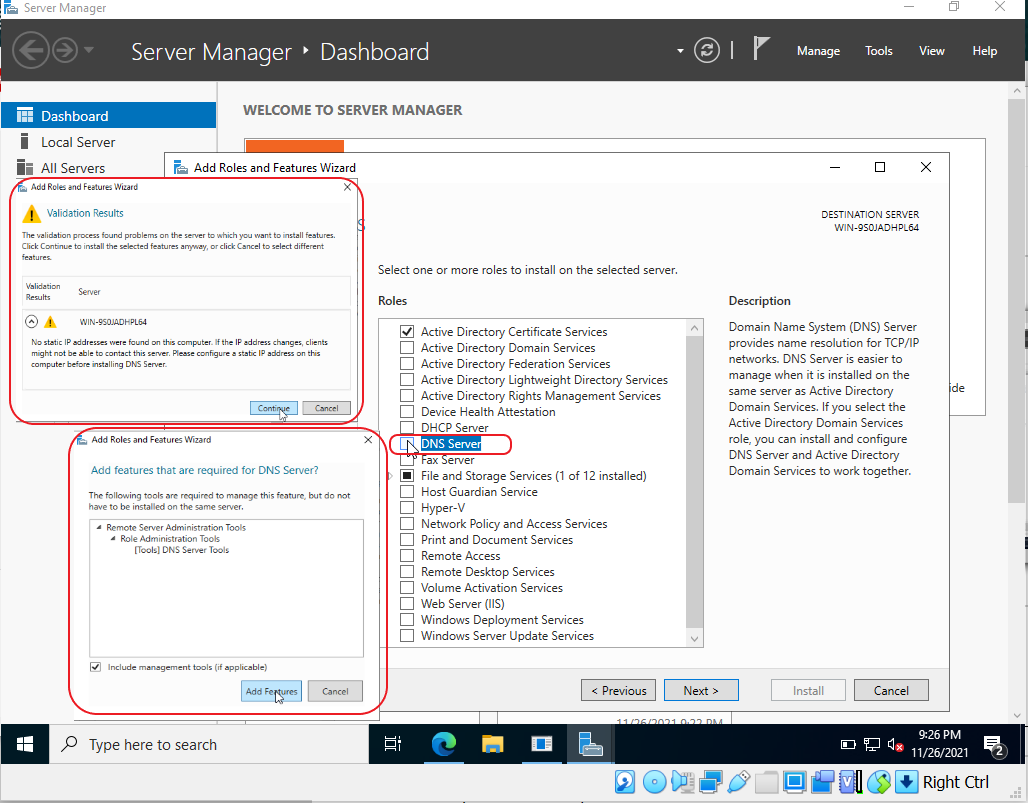 Server Manager
Server Manager • Dashboard
Manage Tools View Help
Dashboard
Local Server
All Servers
WELCOME TO SERVER MANAGER
Add Roles and Features Wizard
DESTINATION SERVER
WIN-9S0JADHPL64
Add Roles and Features Wizard
Validation Results
The validation process found problems on the server to which you want to install features.
Click Continue to install the selected features anyway, or click Cancel to select different
features.
Validation
Results
Server
WIN-9S0JADHPL64
No static IP addresses were found on this computer. If the IP address changes, clients
might not be able to contact this server. Please configure a static IP address on this
computer before installing DNS Server.
Continue
Cancel
Add Roles and Features Wizard
Add features that are required for DNS Server?
The following tools are required to manage this feature, but do not
have to be installed on the same server.
Remote Server Administration Tools
Role Administration Tools
[Tools] DNS Server Tools
Include management tools (if applicable)
Add Features
Cancel
Select one or more roles to install on the selected server.
Roles
Active Directory Certificate Services
Active Directory Domain Services
Active Directory Federation Services
Active Directory Lightweight Directory Services
Active Directory Rights Management Services
Device Health Attestation
DHCP Server
DNS Server
Fax Server
File and Storage Services (1 of 12 installed)
Host Guardian Service
Hyper-V
Network Policy and Access Services
Print and Document Services
Remote Access
Remote Desktop Services
Volume Activation Services
Web Server (IIS)
Windows Deployment Services
Windows Server Update Services
Description
Domain Name System (DNS) Server
provides name resolution for TCP/IP
networks. DNS Server is easier to
manage when it is installed on the
same server as Active Directory
Domain Services. If you select the
Active Directory Domain Services
role, you can install and configure
DNS Server and Active Directory
Domain Services to work together.
ide
< Previous
Next >
Install
Cancel
11/26/2021 9:22 PM
Type here to search
9:26 PM
11/26/2021
2
Right Ctrl